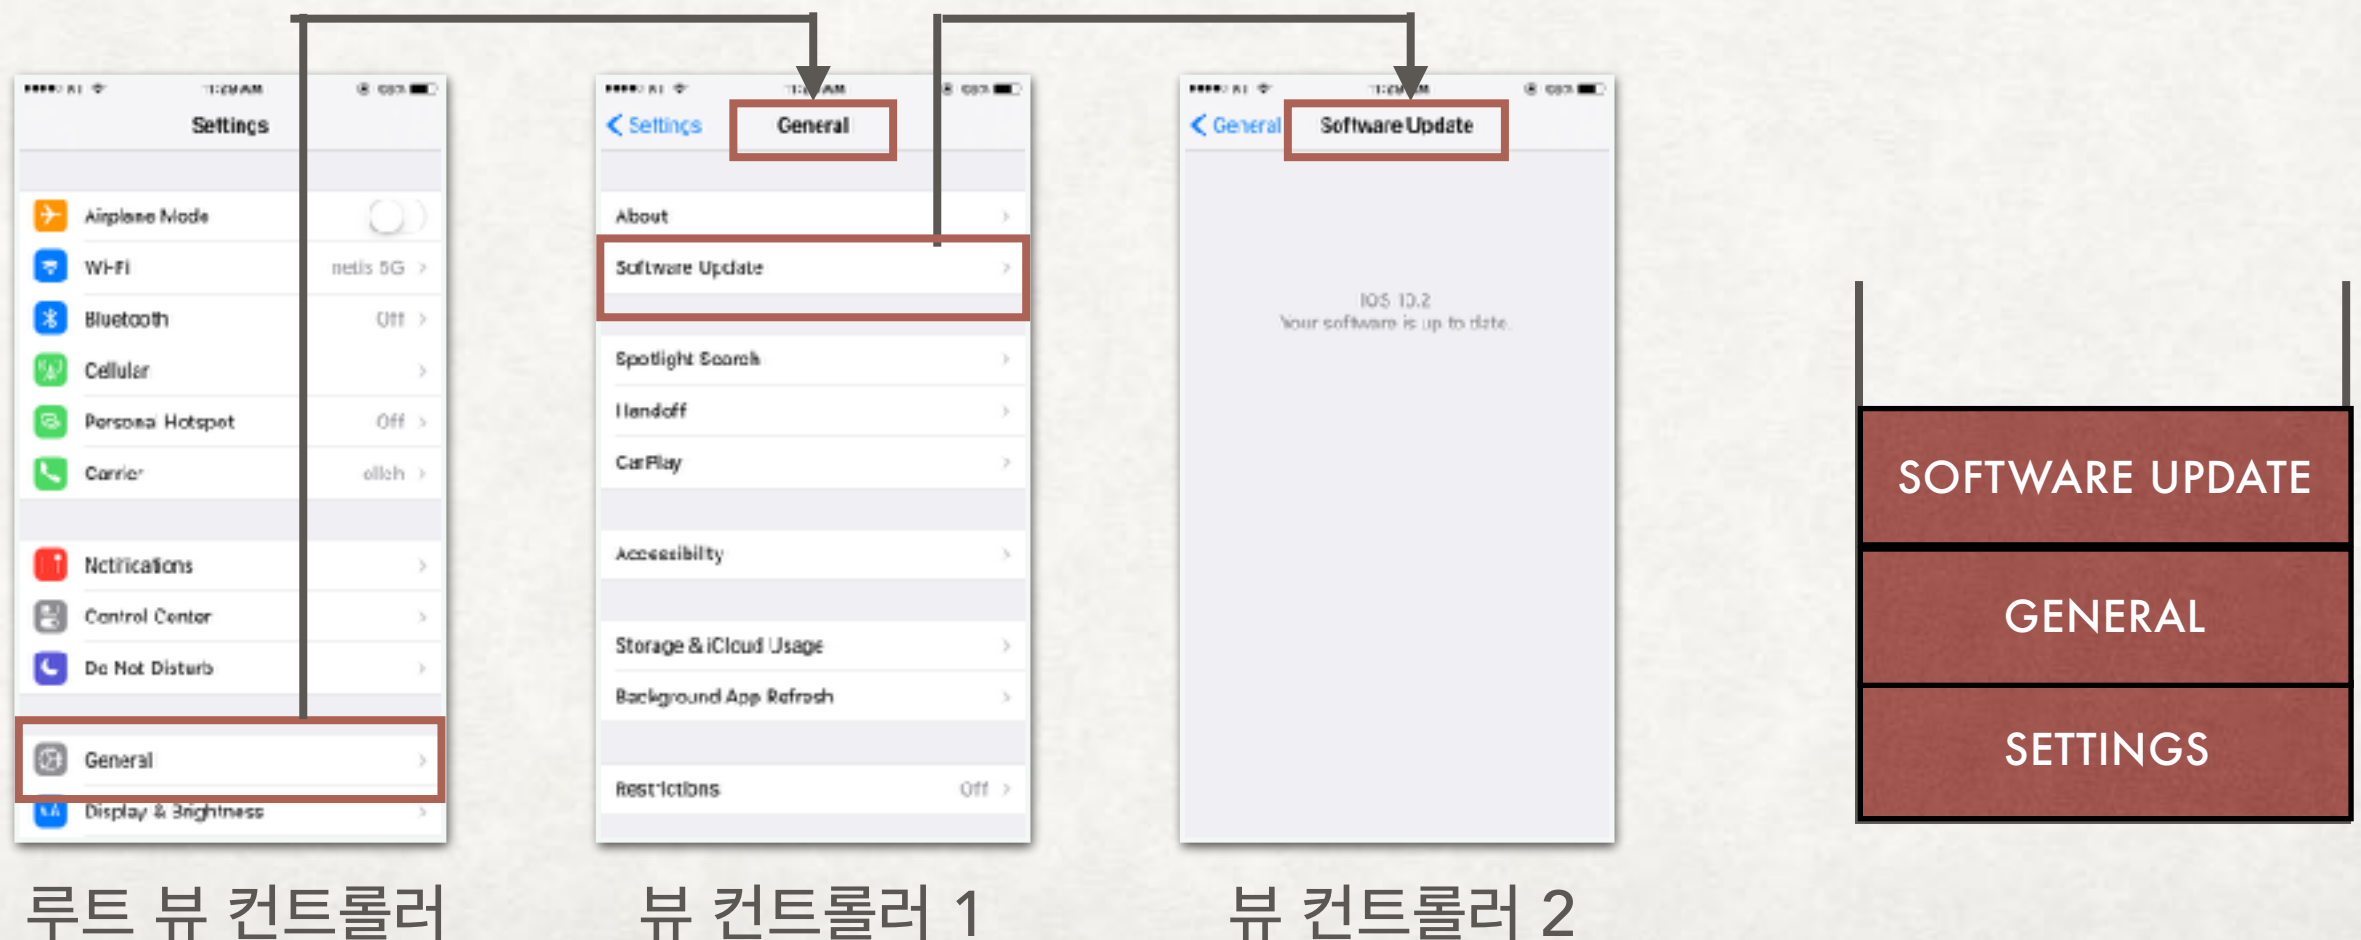 Settings
Airplane Mode
Wi-Fi netis 5G
Bluetooth Off
Cellular
Personal Hotspot Off
Carrier olleh
Notifications
Control Center
Do Not Disturb
General
Display & Brightness
루트 뷰 컨트롤러
Settings General
About
Software Update
Spotlight Search
Handoff
CarPlay
Accessibility
Storage & iCloud Usage
Background App Refresh
Restrictions Off
뷰 컨트롤러 1
General Software Update
iOS 10.2
Your software is up to date.
뷰 컨트롤러 2
SOFTWARE UPDATE
GENERAL
SETTINGS